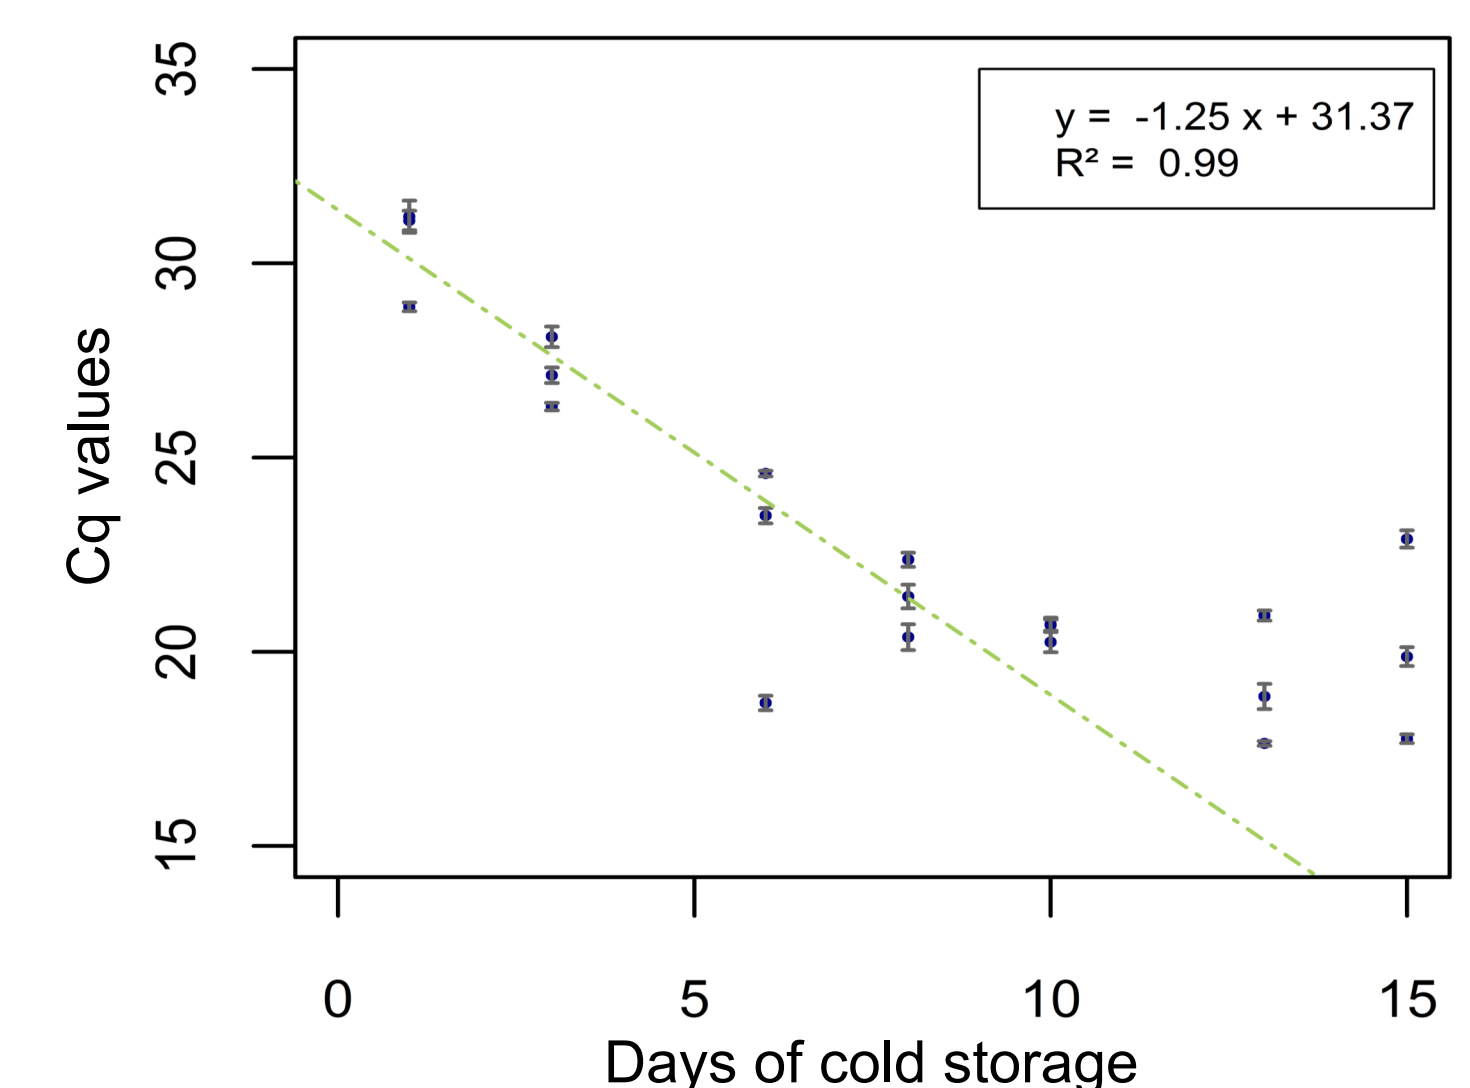 35
30
25
20
15
Cq values
y = -1.25 x + 31.37
R² = 0.99
0 5 10 15
Days of cold storage